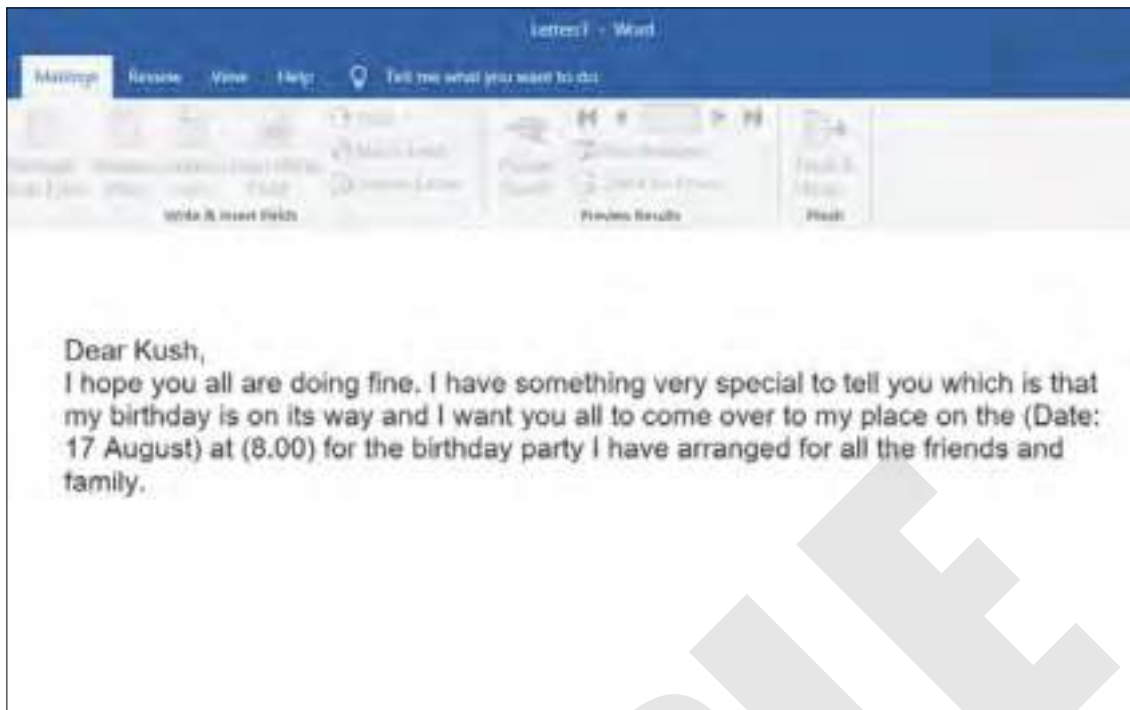 Letters1 - Word
Mailings Review View Help Tell me what you want to do
Write & Insert Fields Preview Results Finish
Dear Kush,
I hope you all are doing fine. I have something very special to tell you which is that
my birthday is on its way and I want you all to come over to my place on the (Date:
17 August) at (8.00) for the birthday party I have arranged for all the friends and
family.